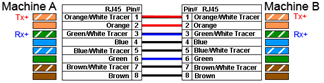 Machine A RJ45 Pin# Pin# RJ45 Machine B
Tx+ Orange/White Tracer 1 1 Orange/White Tracer Tx+
Orange 2 2 Orange
Rx+ Green/White Tracer 3 3 Green/White Tracer Rx+
Blue 4 4 Blue
Blue/White Tracer 5 5 Blue/White Tracer
Green 6 6 Green
Brown/White Tracer 7 7 Brown/White Tracer
Brown 8 8 Brown